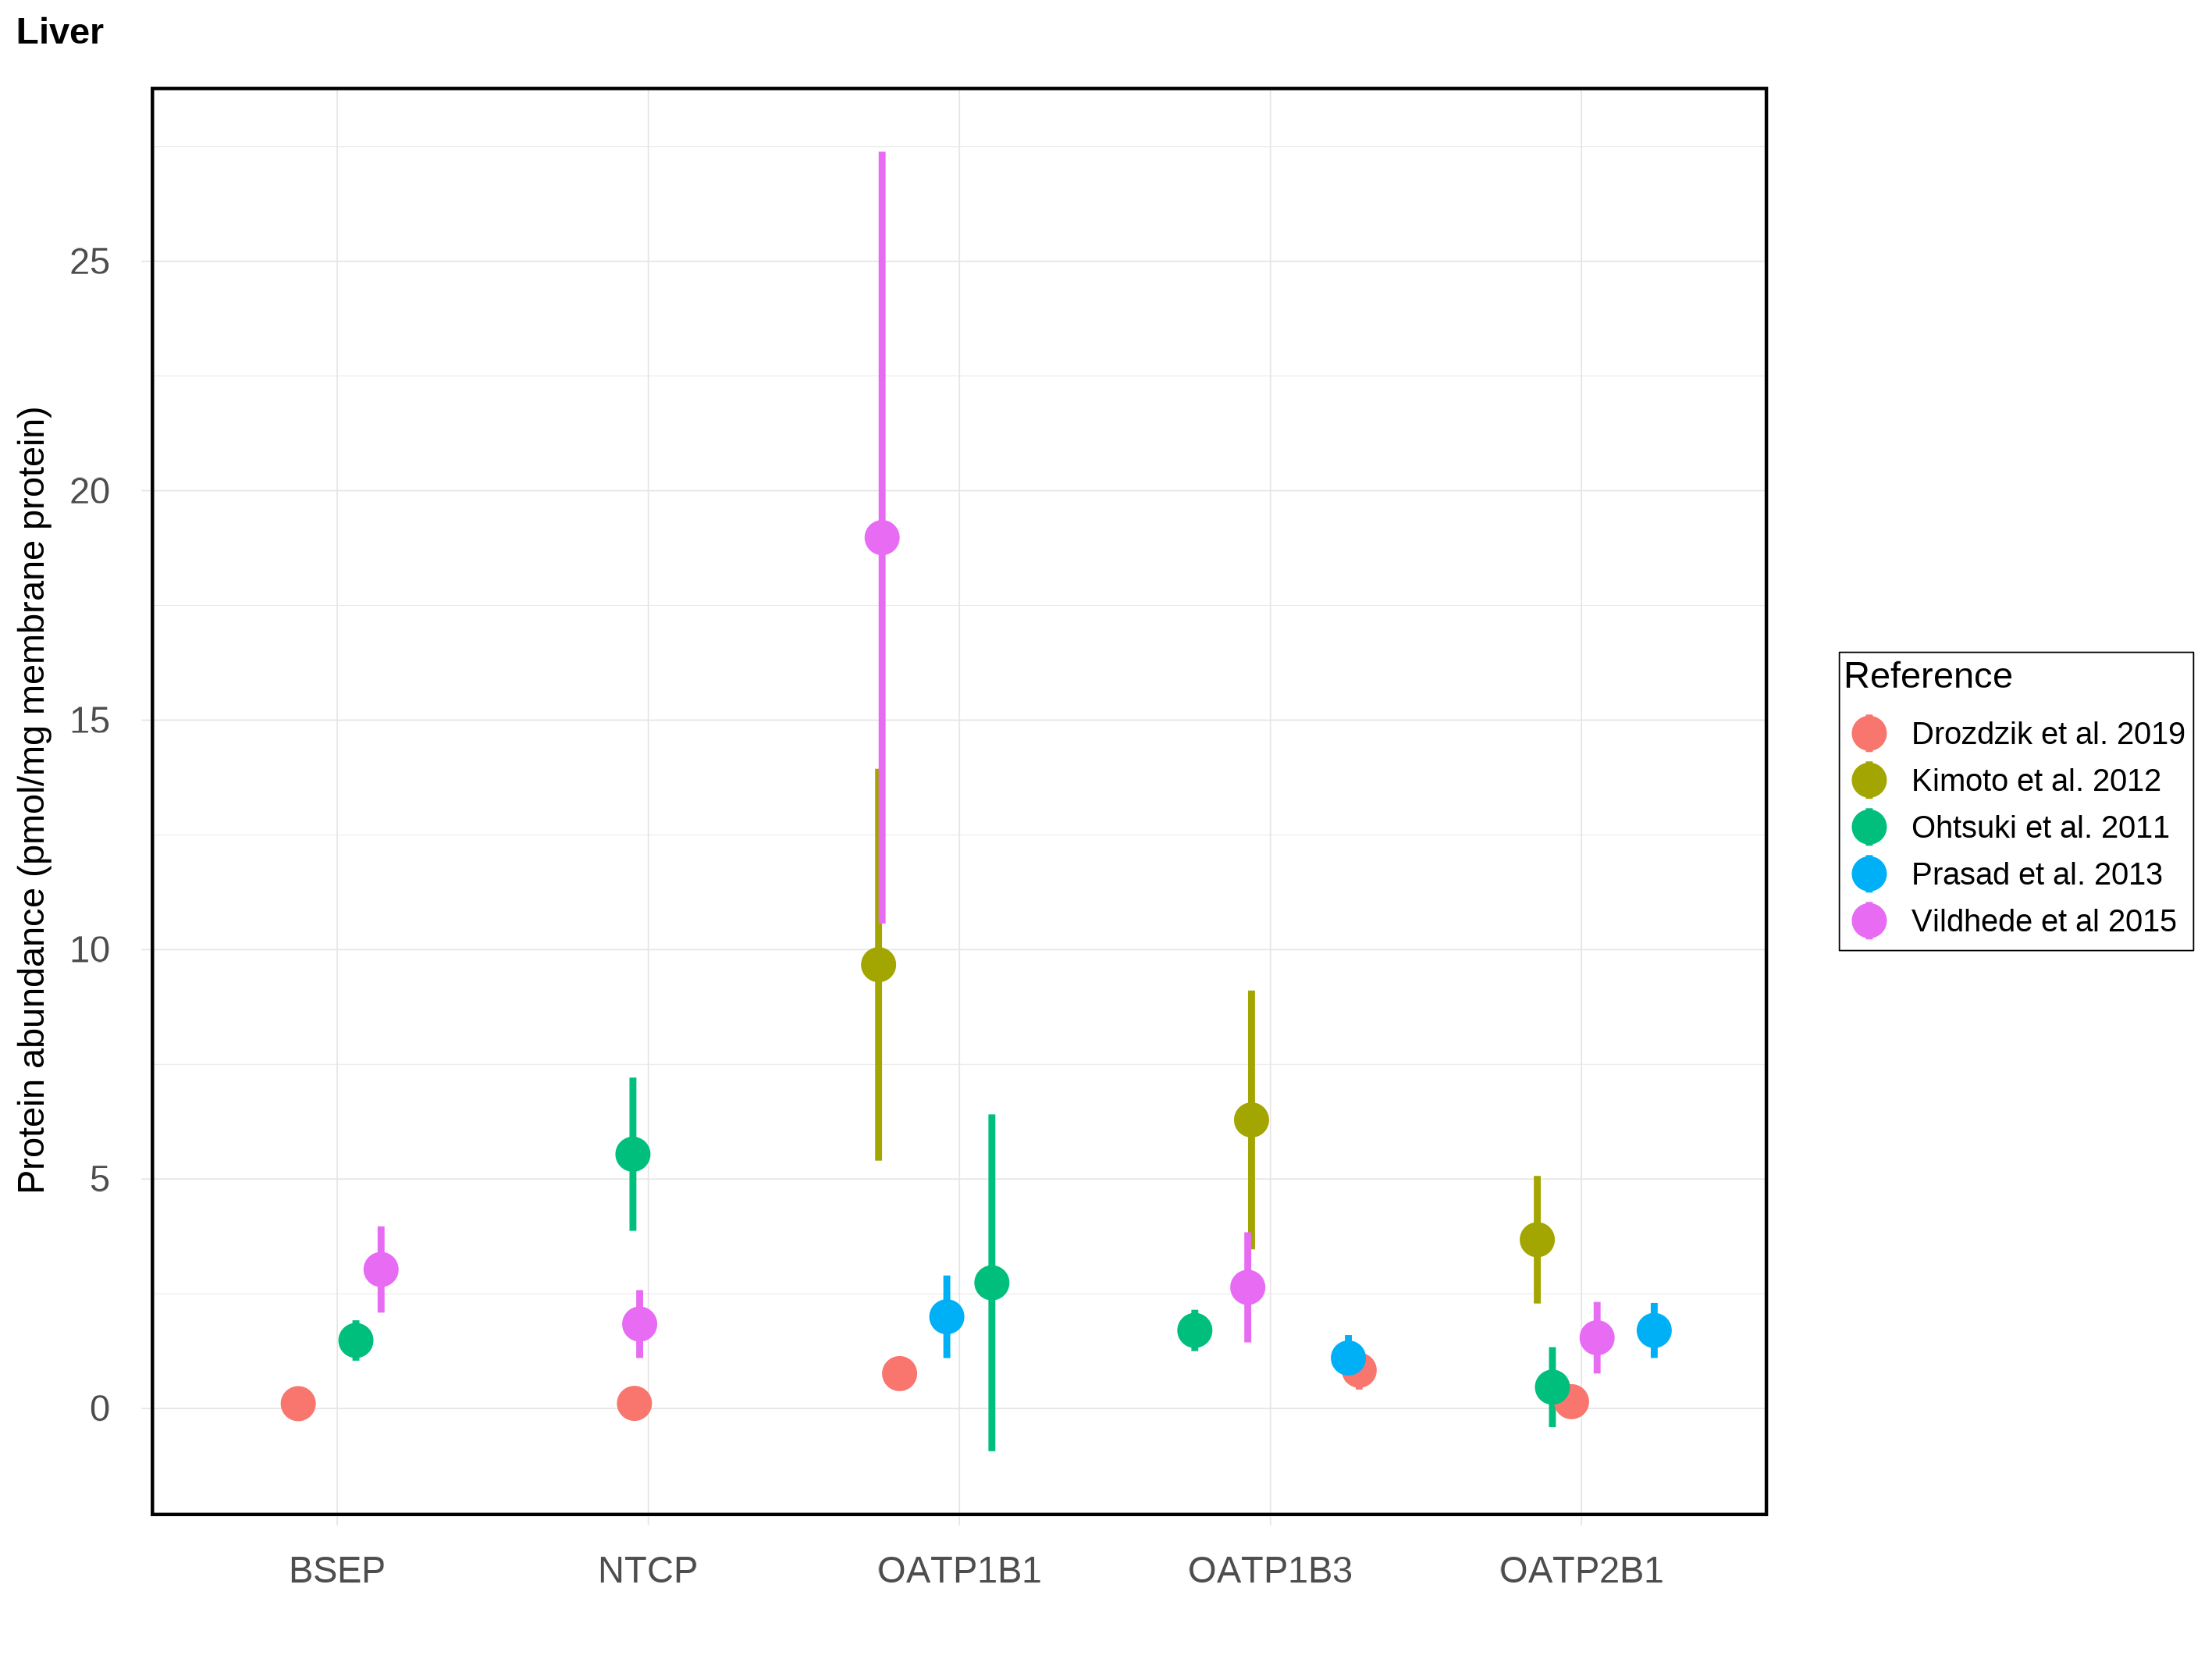 Liver
Protein abundance (pmol/mg membrane protein)
25
20
15
10
5
0
BSEP
NTCP
OATP1B1
OATP1B3
OATP2B1
Reference
Drozdzik et al. 2019
Kimoto et al. 2012
Ohtsuki et al. 2011
Prasad et al. 2013
Vildhede et al 2015